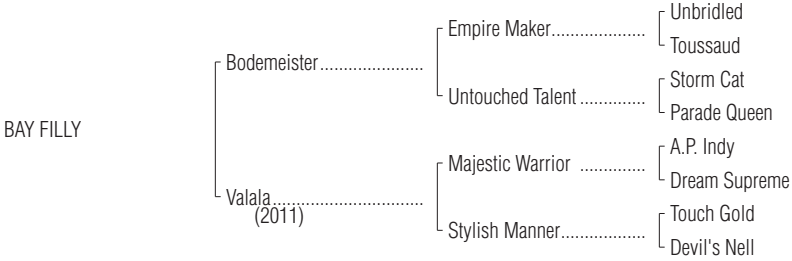 Unbridled
Empire Maker....................
Toussaud
Bodemeister......................
Storm Cat
Untouched Talent ..............
Parade Queen
BAY FILLY
A.P. Indy
Majestic Warrior ..............
Dream Supreme
Valala................................
(2011)
Touch Gold
Stylish Manner..................
Devil's Nell